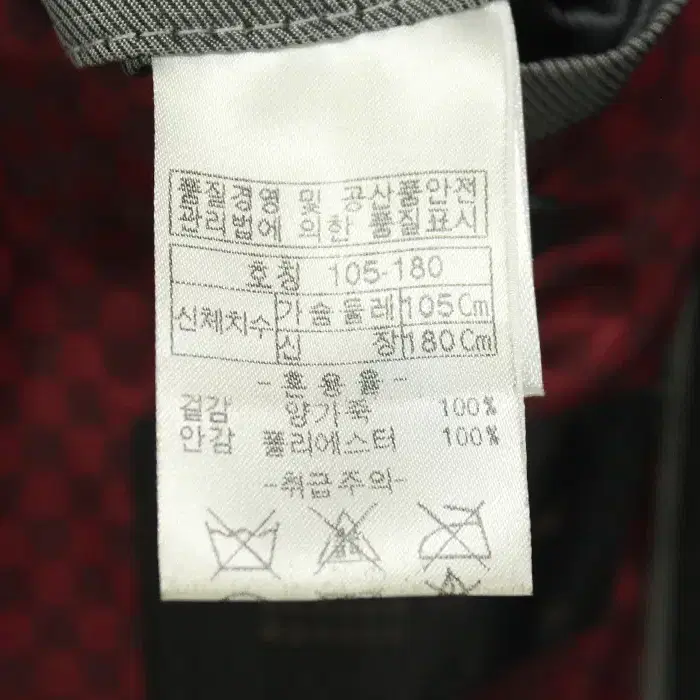 품질경영 및 공산품안전
관리법에 의한 품질표시
호칭 105-180
신체치수 가슴둘레 105Cm
신장 180Cm
-혼용율-
겉감 양가죽 100%
안감 폴리에스터 100%
-취급주의-